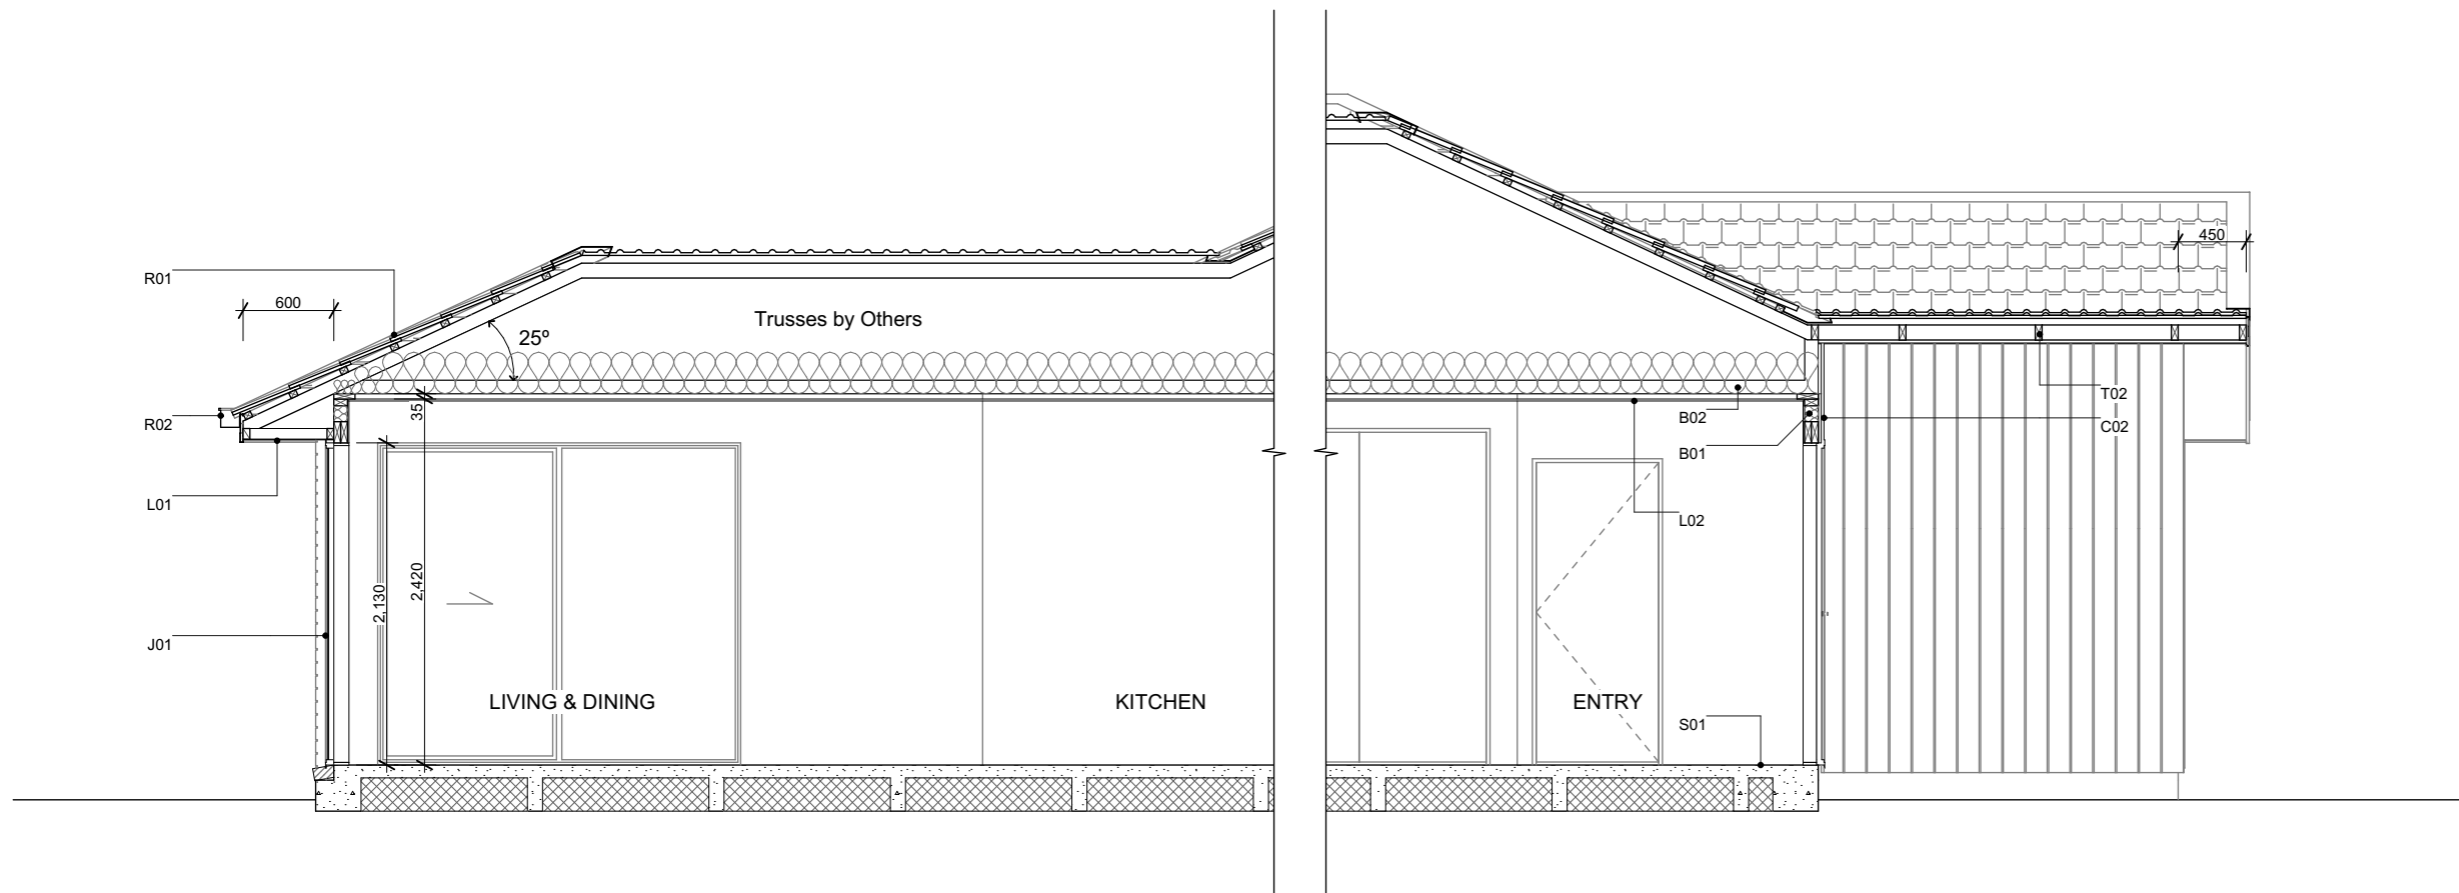 R01
600
Trusses by Others
25º
450
35
R02
B02
T02
C02
B01
L01
L02
2,130
2,420
J01
LIVING & DINING
KITCHEN
ENTRY
S01